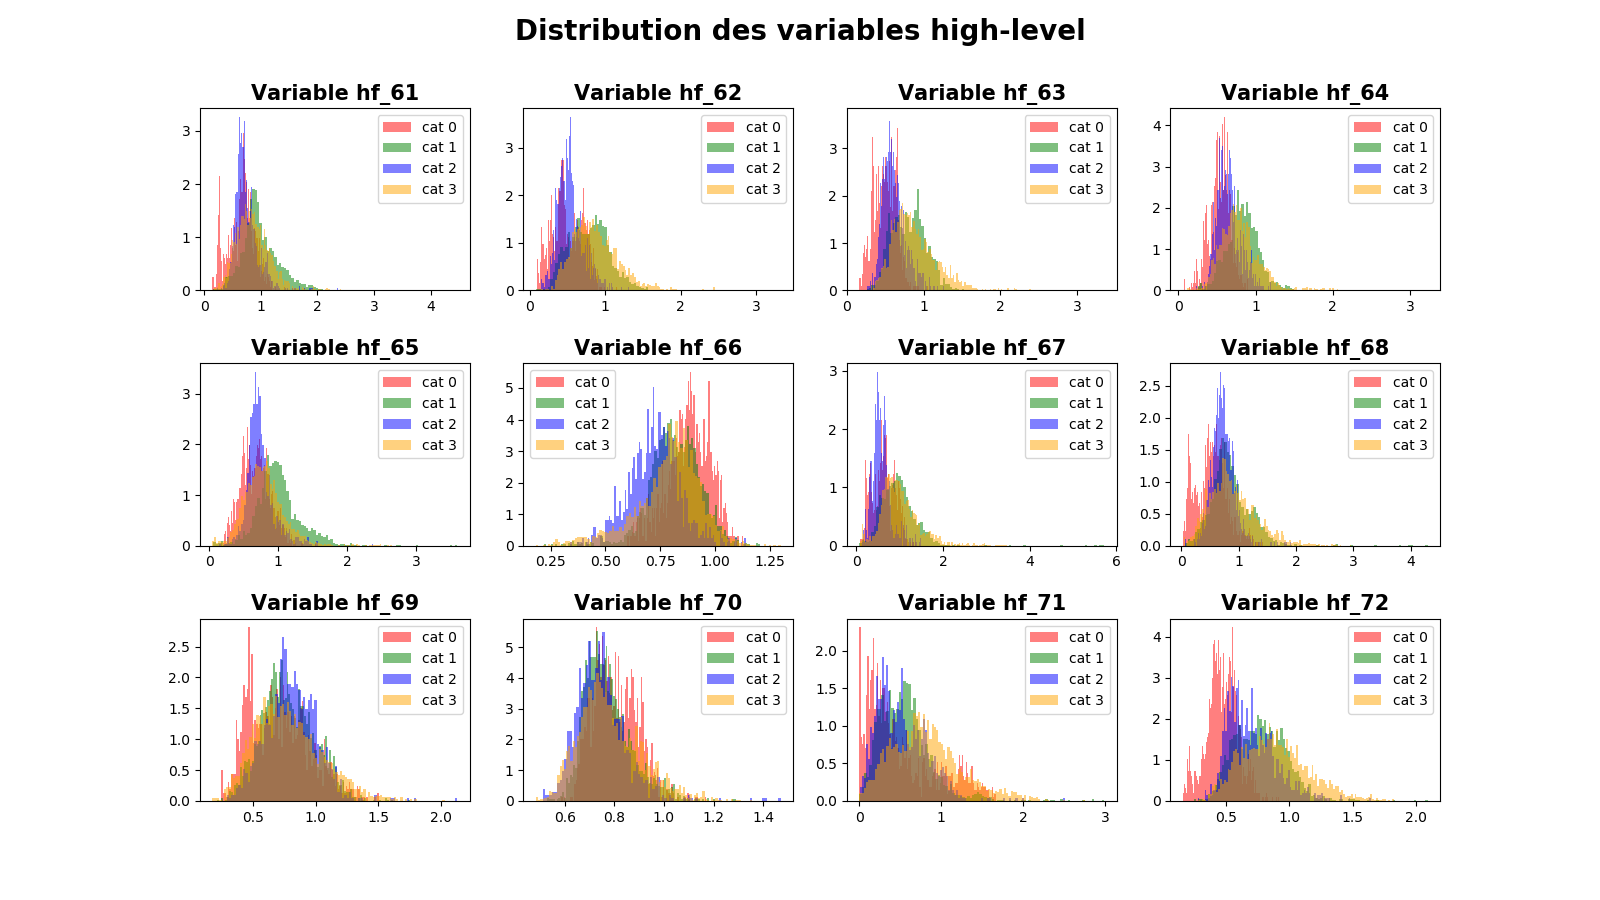 Distribution des variables high-level
Variable hf_61
Variable hf_62
Variable hf_63
Variable hf_64
cat 0
cat 1
cat 2
cat 3
3
2
1
0
0 1 2 3 4
cat 0
cat 1
cat 2
cat 3
3
2
1
0
0 1 2 3
cat 0
cat 1
cat 2
cat 3
3
2
1
0
0 1 2 3
cat 0
cat 1
cat 2
cat 3
4
3
2
1
0
0 1 2 3
Variable hf_65
Variable hf_66
Variable hf_67
Variable hf_68
cat 0
cat 1
cat 2
cat 3
3
2
1
0
0 1 2 3
cat 0
cat 1
cat 2
cat 3
5
4
3
2
1
0
0.25 0.50 0.75 1.00 1.25
cat 0
cat 1
cat 2
cat 3
3
2
1
0
0 2 4 6
cat 0
cat 1
cat 2
cat 3
2.5
2.0
1.5
1.0
0.5
0.0
0 1 2 3 4
Variable hf_69
Variable hf_70
Variable hf_71
Variable hf_72
cat 0
cat 1
cat 2
cat 3
2.5
2.0
1.5
1.0
0.5
0.0
0.5 1.0 1.5 2.0
cat 0
cat 1
cat 2
cat 3
5
4
3
2
1
0
0.6 0.8 1.0 1.2 1.4
cat 0
cat 1
cat 2
cat 3
2.0
1.5
1.0
0.5
0.0
0 1 2 3
cat 0
cat 1
cat 2
cat 3
4
3
2
1
0
0.5 1.0 1.5 2.0